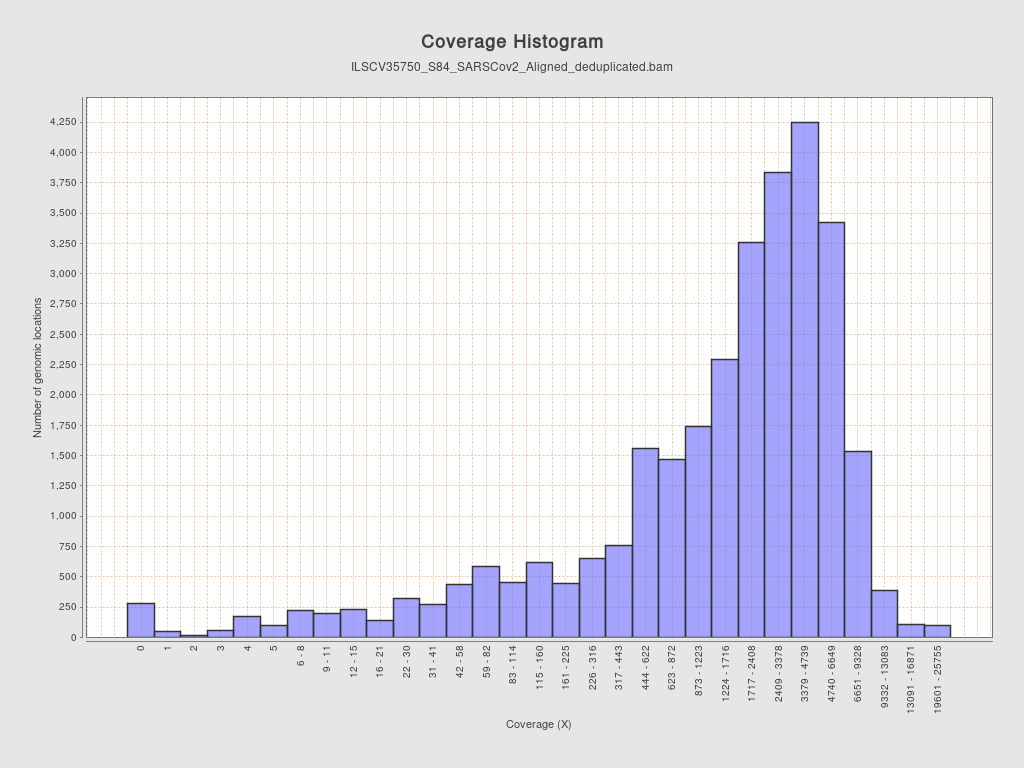 Coverage Histogram
ILSCV35750_S84_SARSCov2_Aligned_deduplicated.bam
4,250
4,000
3,750
3,500
3,250
3,000
2,750
2,500
2,250
2,000
1,750
1,500
1,250
1,000
750
500
250
0
Number of genomic locations
0
1
2
3
4
5
6 - 8
9 - 11
12 - 15
16 - 21
22 - 30
31 - 41
42 - 58
59 - 82
83 - 114
115 - 160
161 - 225
226 - 316
317 - 443
444 - 622
623 - 872
873 - 1223
1224 - 1716
1717 - 2408
2409 - 3378
3379 - 4739
4740 - 6649
6651 - 9328
9332 - 13083
13091 - 16871
19601 - 25755
Coverage (X)